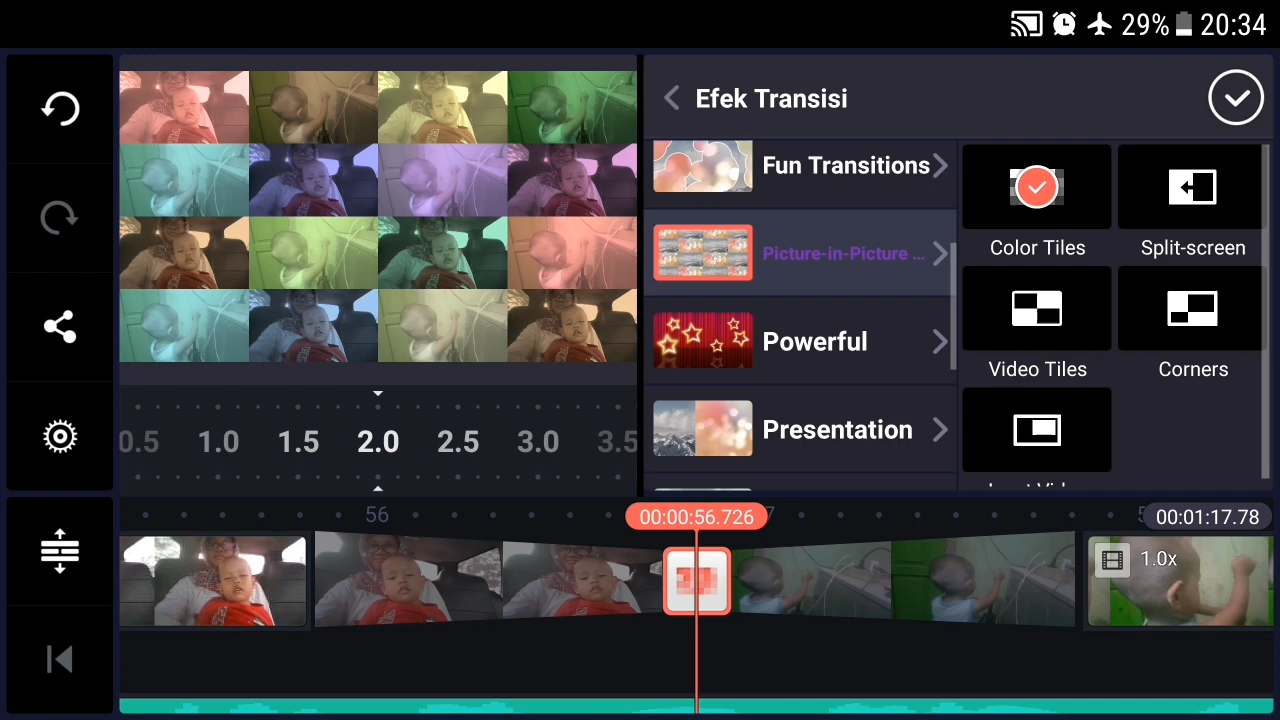 29% 20:34
Efek Transisi
Fun Transitions
Picture-in-Picture ...
Powerful
Presentation
Color Tiles
Split-screen
Video Tiles
Corners
0.5 1.0 1.5 2.0 2.5 3.0 3.5
56
00:00:56.726
00:01:17.78
1.0x